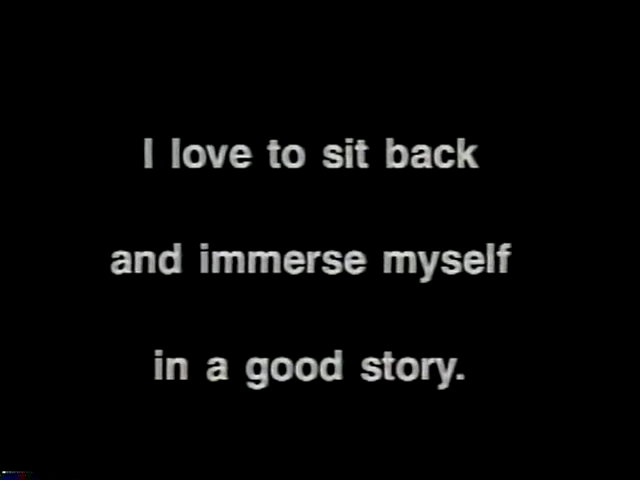 I love to sit back
and immerse myself
in a good story.